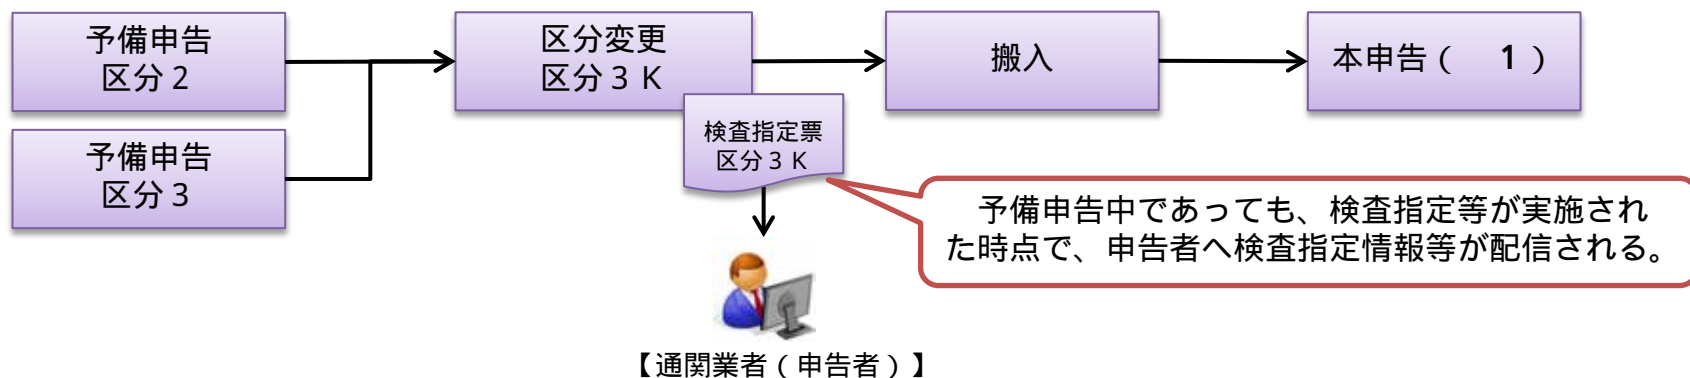 予備申告
区分2
予備申告
区分3
区分変更
区分3K
検査指定票
区分3K
搬入
本申告( 1)
予備申告中であっても、検査指定等が実施され
た時点で、申告者へ検査指定情報等が配信される。
【通関業者(申告者)】